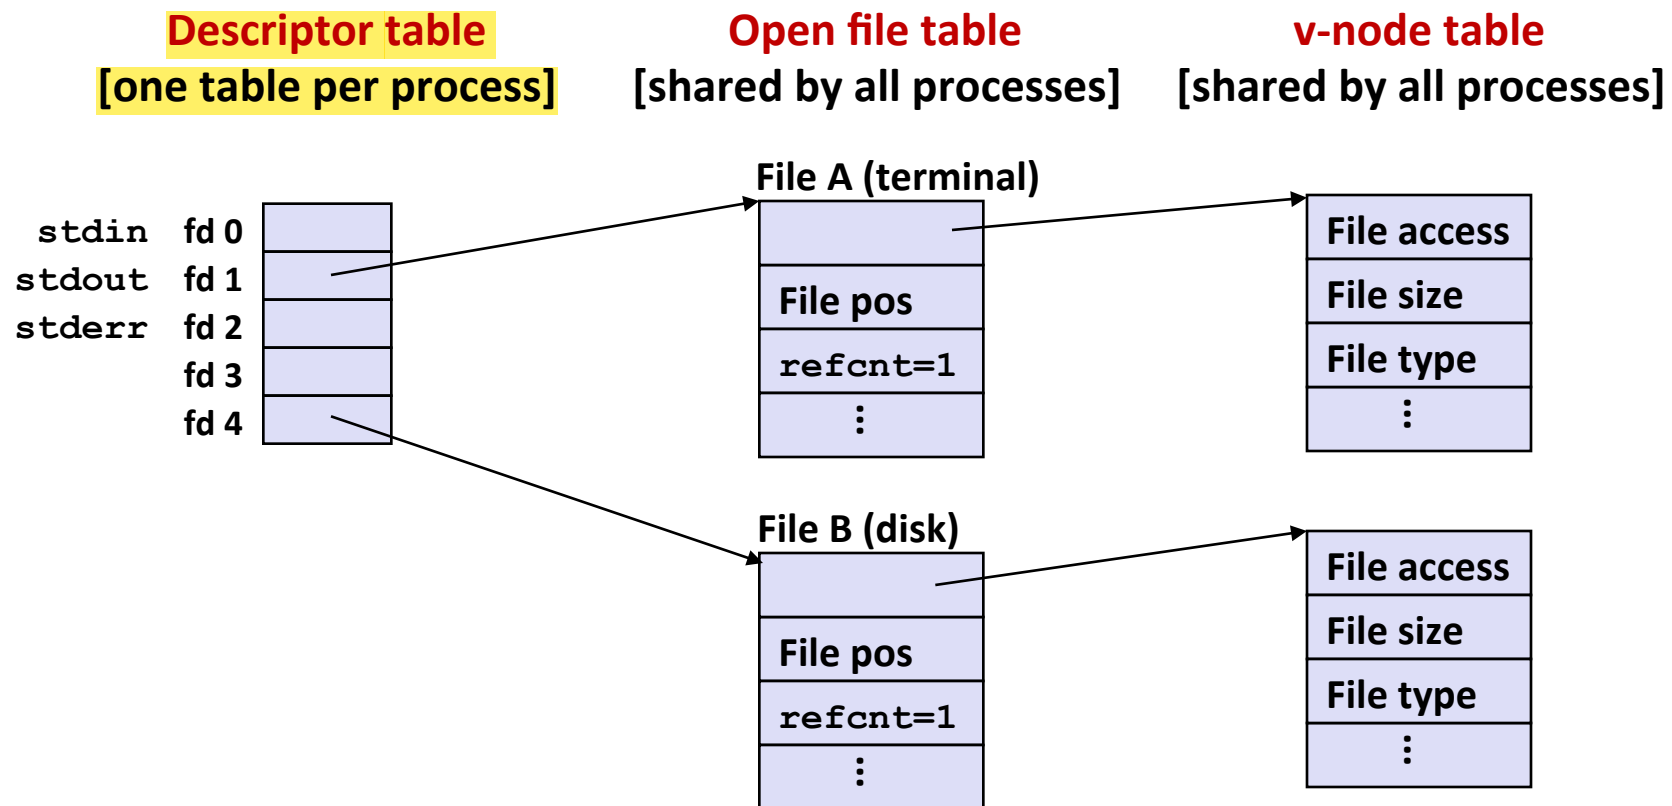 Descriptor table
[one table per process]
Open file table
[shared by all processes]
v-node table
[shared by all processes]
stdin fd 0
stdout fd 1
stderr fd 2
fd 3
fd 4
File A (terminal)
File pos
refcnt=1
⋮
File access
File size
File type
⋮
File B (disk)
File pos
refcnt=1
⋮
File access
File size
File type
⋮